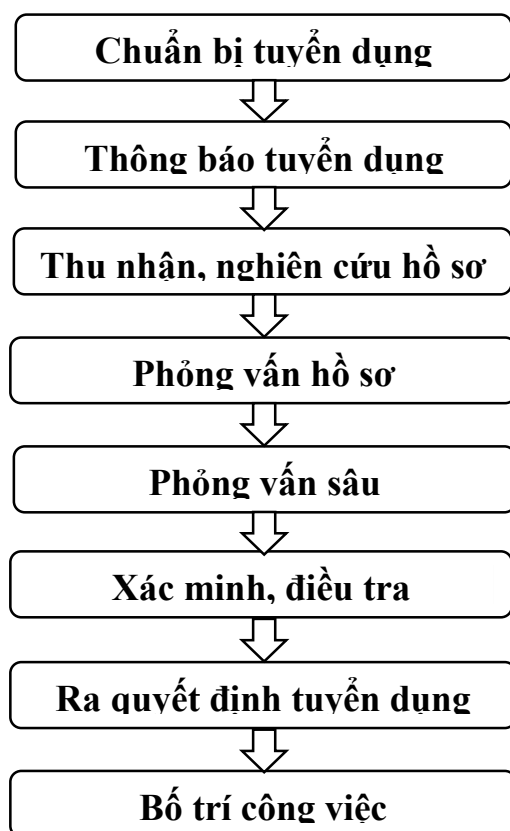 Chuẩn bị tuyển dụng
Thông báo tuyển dụng
Thu nhận, nghiên cứu hồ sơ
Phỏng vấn hồ sơ
Phỏng vấn sâu
Xác minh, điều tra
Ra quyết định tuyển dụng
Bố trí công việc